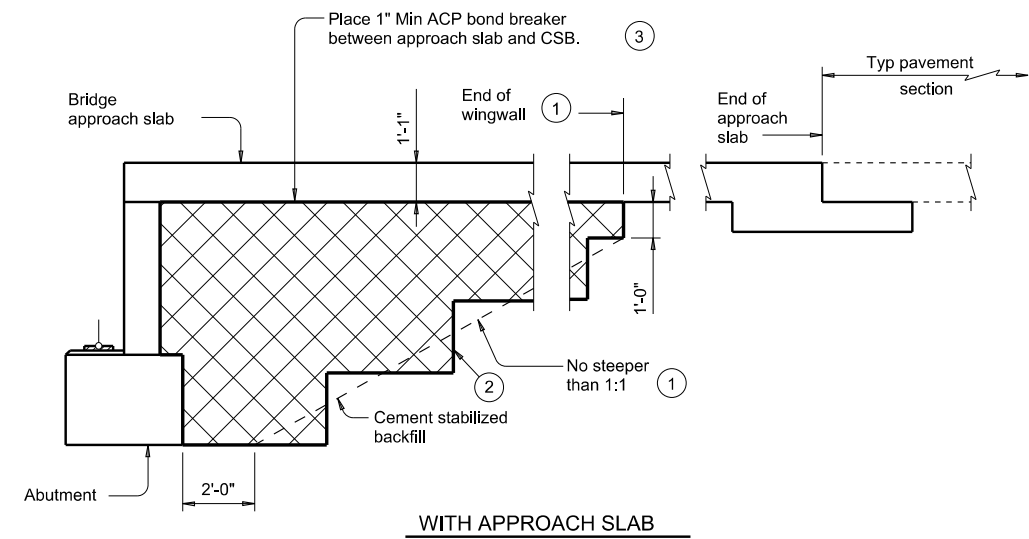 Place 1" Min ACP bond breaker
between approach slab and CSB.
3
Typ pavement
section
Bridge
approach slab
1'-1"
End of
wingwall
1
End of
approach
slab
1'-0"
No steeper
than 1:1
1
2
Cement stabilized
backfill
Abutment
2'-0"
WITH APPROACH SLAB